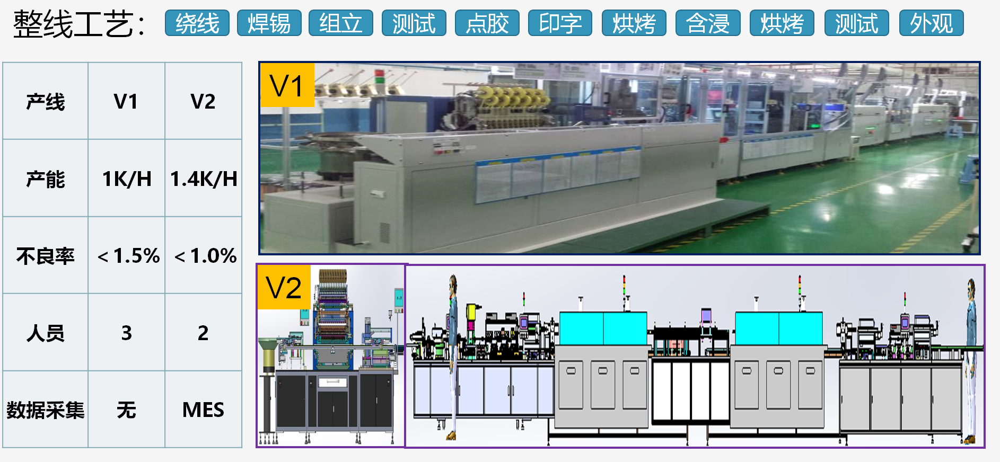 整线工艺： 绕线 焊锡 组立 测试 点胶 印字 烘烤 含浸 烘烤 测试 外观
产线 V1 V2
产能 1K/H 1.4K/H
不良率 ＜1.5% ＜1.0%
人员 3 2
数据采集 无 MES
V1
V2